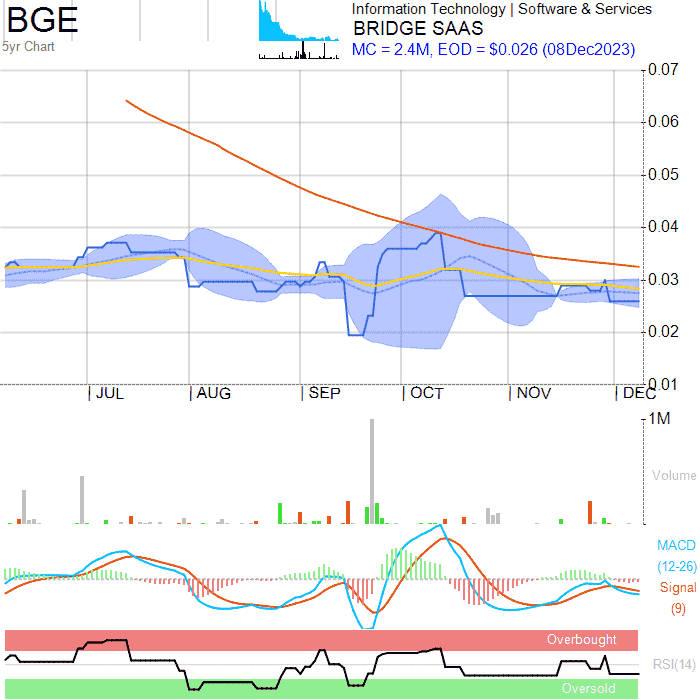 BGE
5yr Chart
Information Technology | Software & Services
BRIDGE SAAS
MC = 2.4M, EOD = $0.026 (08Dec2023)
0.07
0.06
0.05
0.04
0.03
0.02
0.01
JUL
AUG
SEP
OCT
NOV
DEC
1M
Volume
MACD
(12-26)
Signal
(9)
Overbought
RSI(14)
Oversold